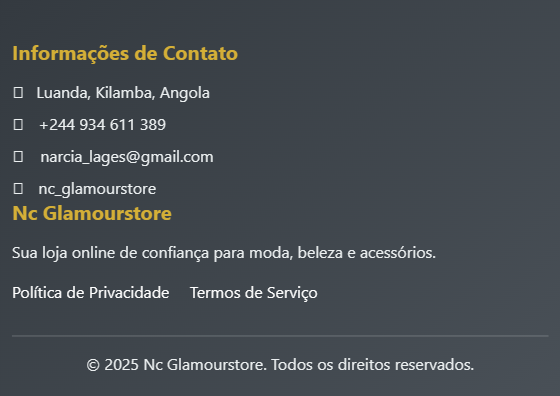 Informações de Contato
Luanda, Kilamba, Angola
+244 934 611 389
narcia_lages@gmail.com
nc_glamourstore
Nc Glamourstore
Sua loja online de confiança para moda, beleza e acessórios.
Política de Privacidade Termos de Serviço
© 2025 Nc Glamourstore. Todos os direitos reservados.